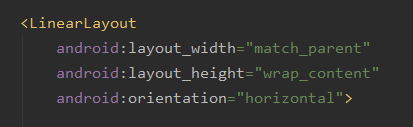 <LinearLayout
    android:layout_width="match_parent"
    android:layout_height="wrap_content"
    android:orientation="horizontal">